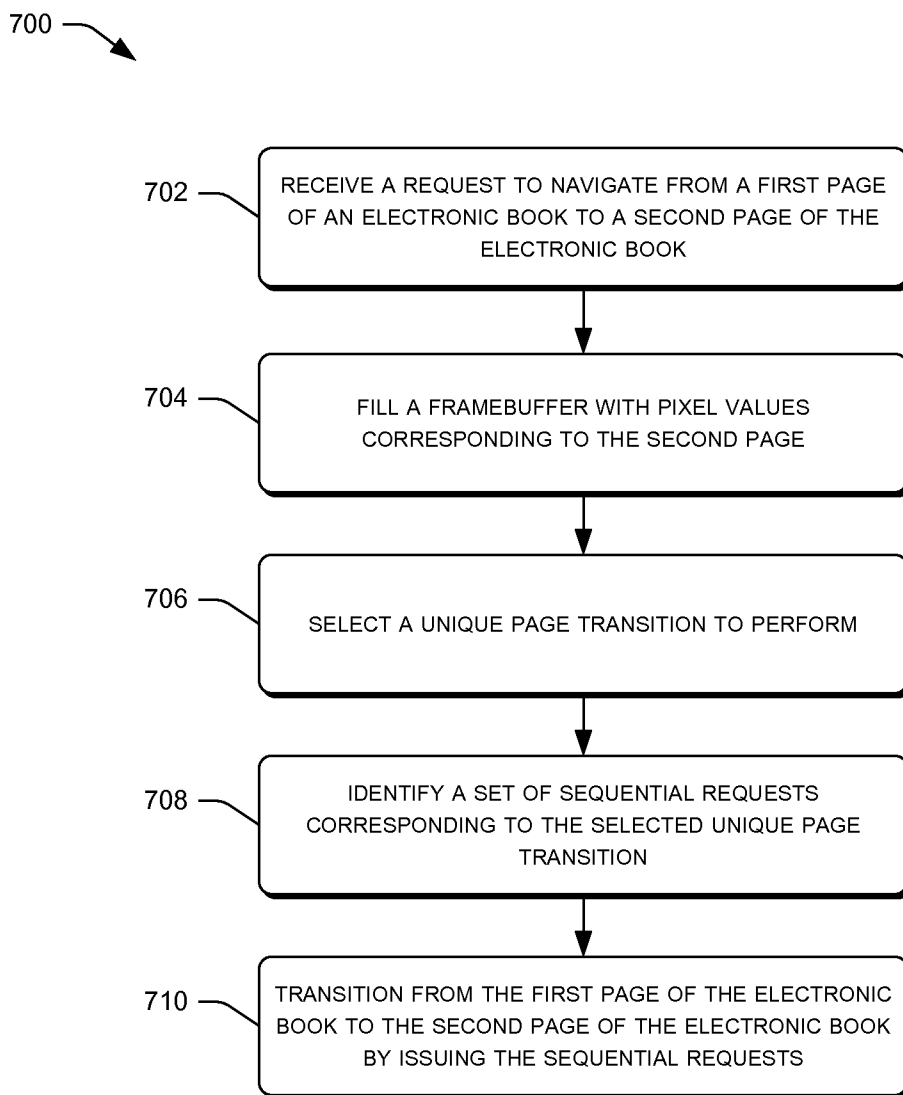 700
702
RECEIVE A REQUEST TO NAVIGATE FROM A FIRST PAGE
OF AN ELECTRONIC BOOK TO A SECOND PAGE OF THE
ELECTRONIC BOOK
704
FILL A FRAMEBUFFER WITH PIXEL VALUES
CORRESPONDING TO THE SECOND PAGE
706
SELECT A UNIQUE PAGE TRANSITION TO PERFORM
708
IDENTIFY A SET OF SEQUENTIAL REQUESTS
CORRESPONDING TO THE SELECTED UNIQUE PAGE
TRANSITION
710
TRANSITION FROM THE FIRST PAGE OF THE ELECTRONIC
BOOK TO THE SECOND PAGE OF THE ELECTRONIC BOOK
BY ISSUING THE SEQUENTIAL REQUESTS